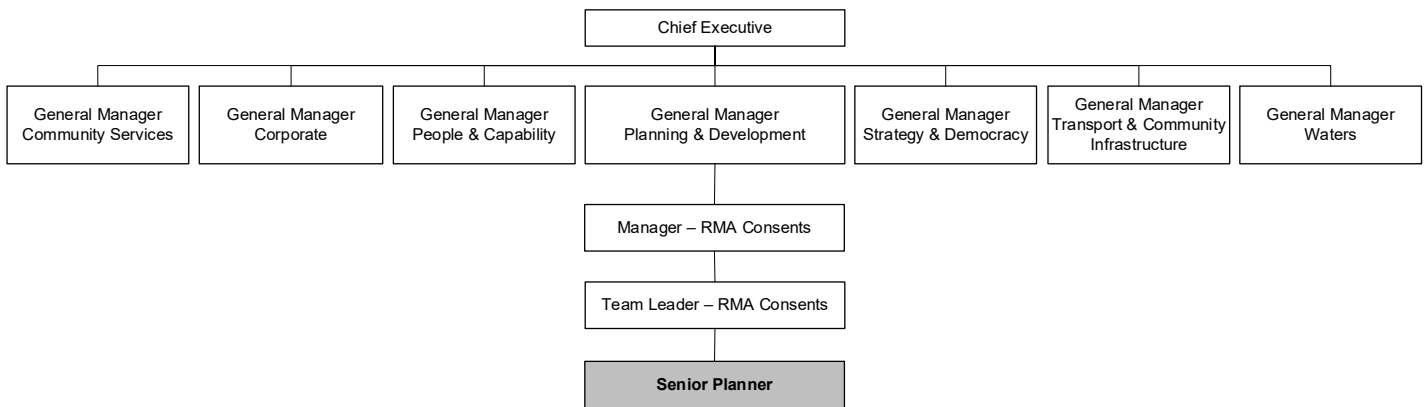 Chief Executive
General Manager
Community Services
General Manager
Corporate
General Manager
People & Capability
General Manager
Planning & Development
General Manager
Strategy & Democracy
General Manager
Transport & Community
Infrastructure
General Manager
Waters
Manager – RMA Consents
Team Leader – RMA Consents
Senior Planner